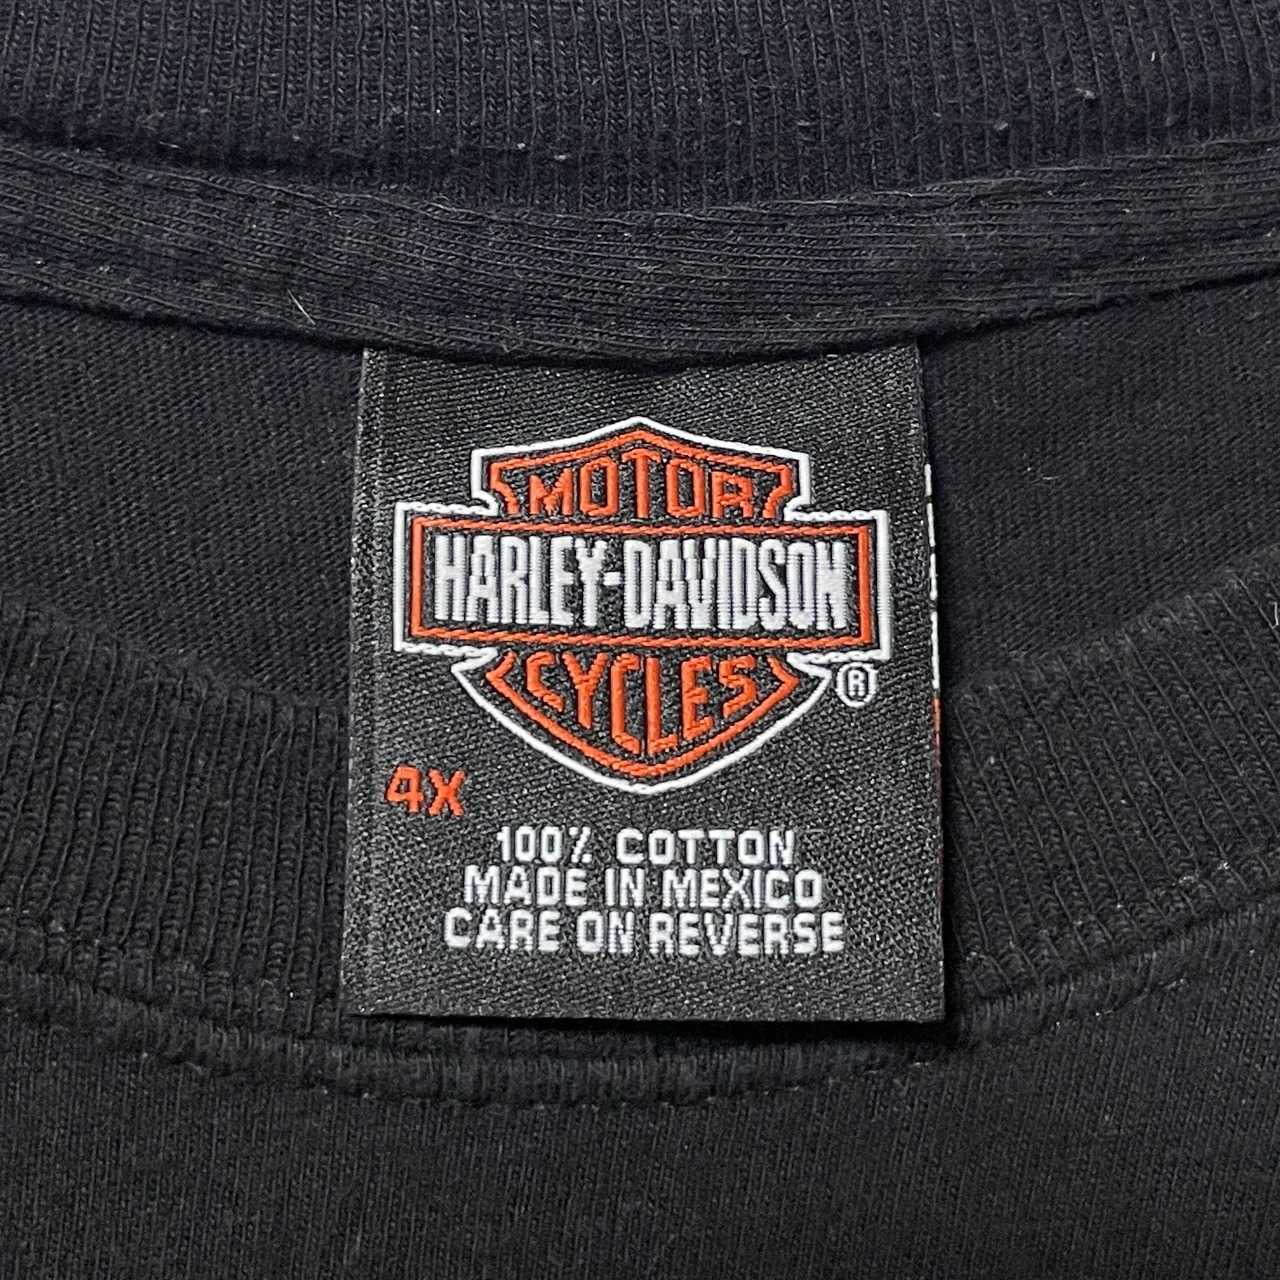 MOTOR
HARLEY-DAVIDSON
CYCLES
®
4X
100% COTTON
MADE IN MEXICO
CARE ON REVERSE